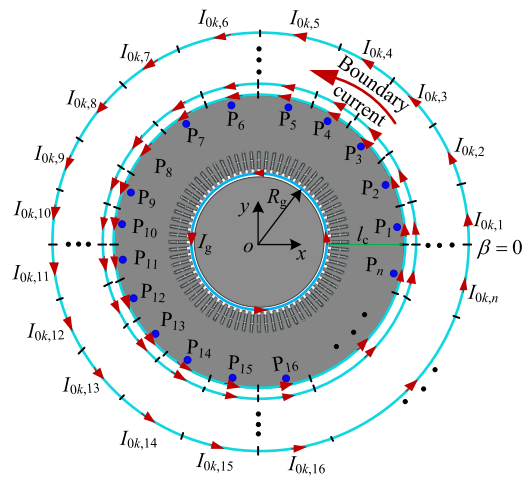 I0k,6
I0k,5
I0k,7
I0k,4
Boundary
current
I0k,3
I0k,8
P6
P5
P4
P7
P3
I0k,2
I0k,9
P8
P2
P9
Rg
I0k,10
P10
y
P1
I0k,1
Ig
lc
o
x
β = 0
I0k,11
P11
Pn
P12
I0k,n
I0k,12
P13
P14
P15
P16
I0k,13
I0k,14
I0k,15
I0k,16